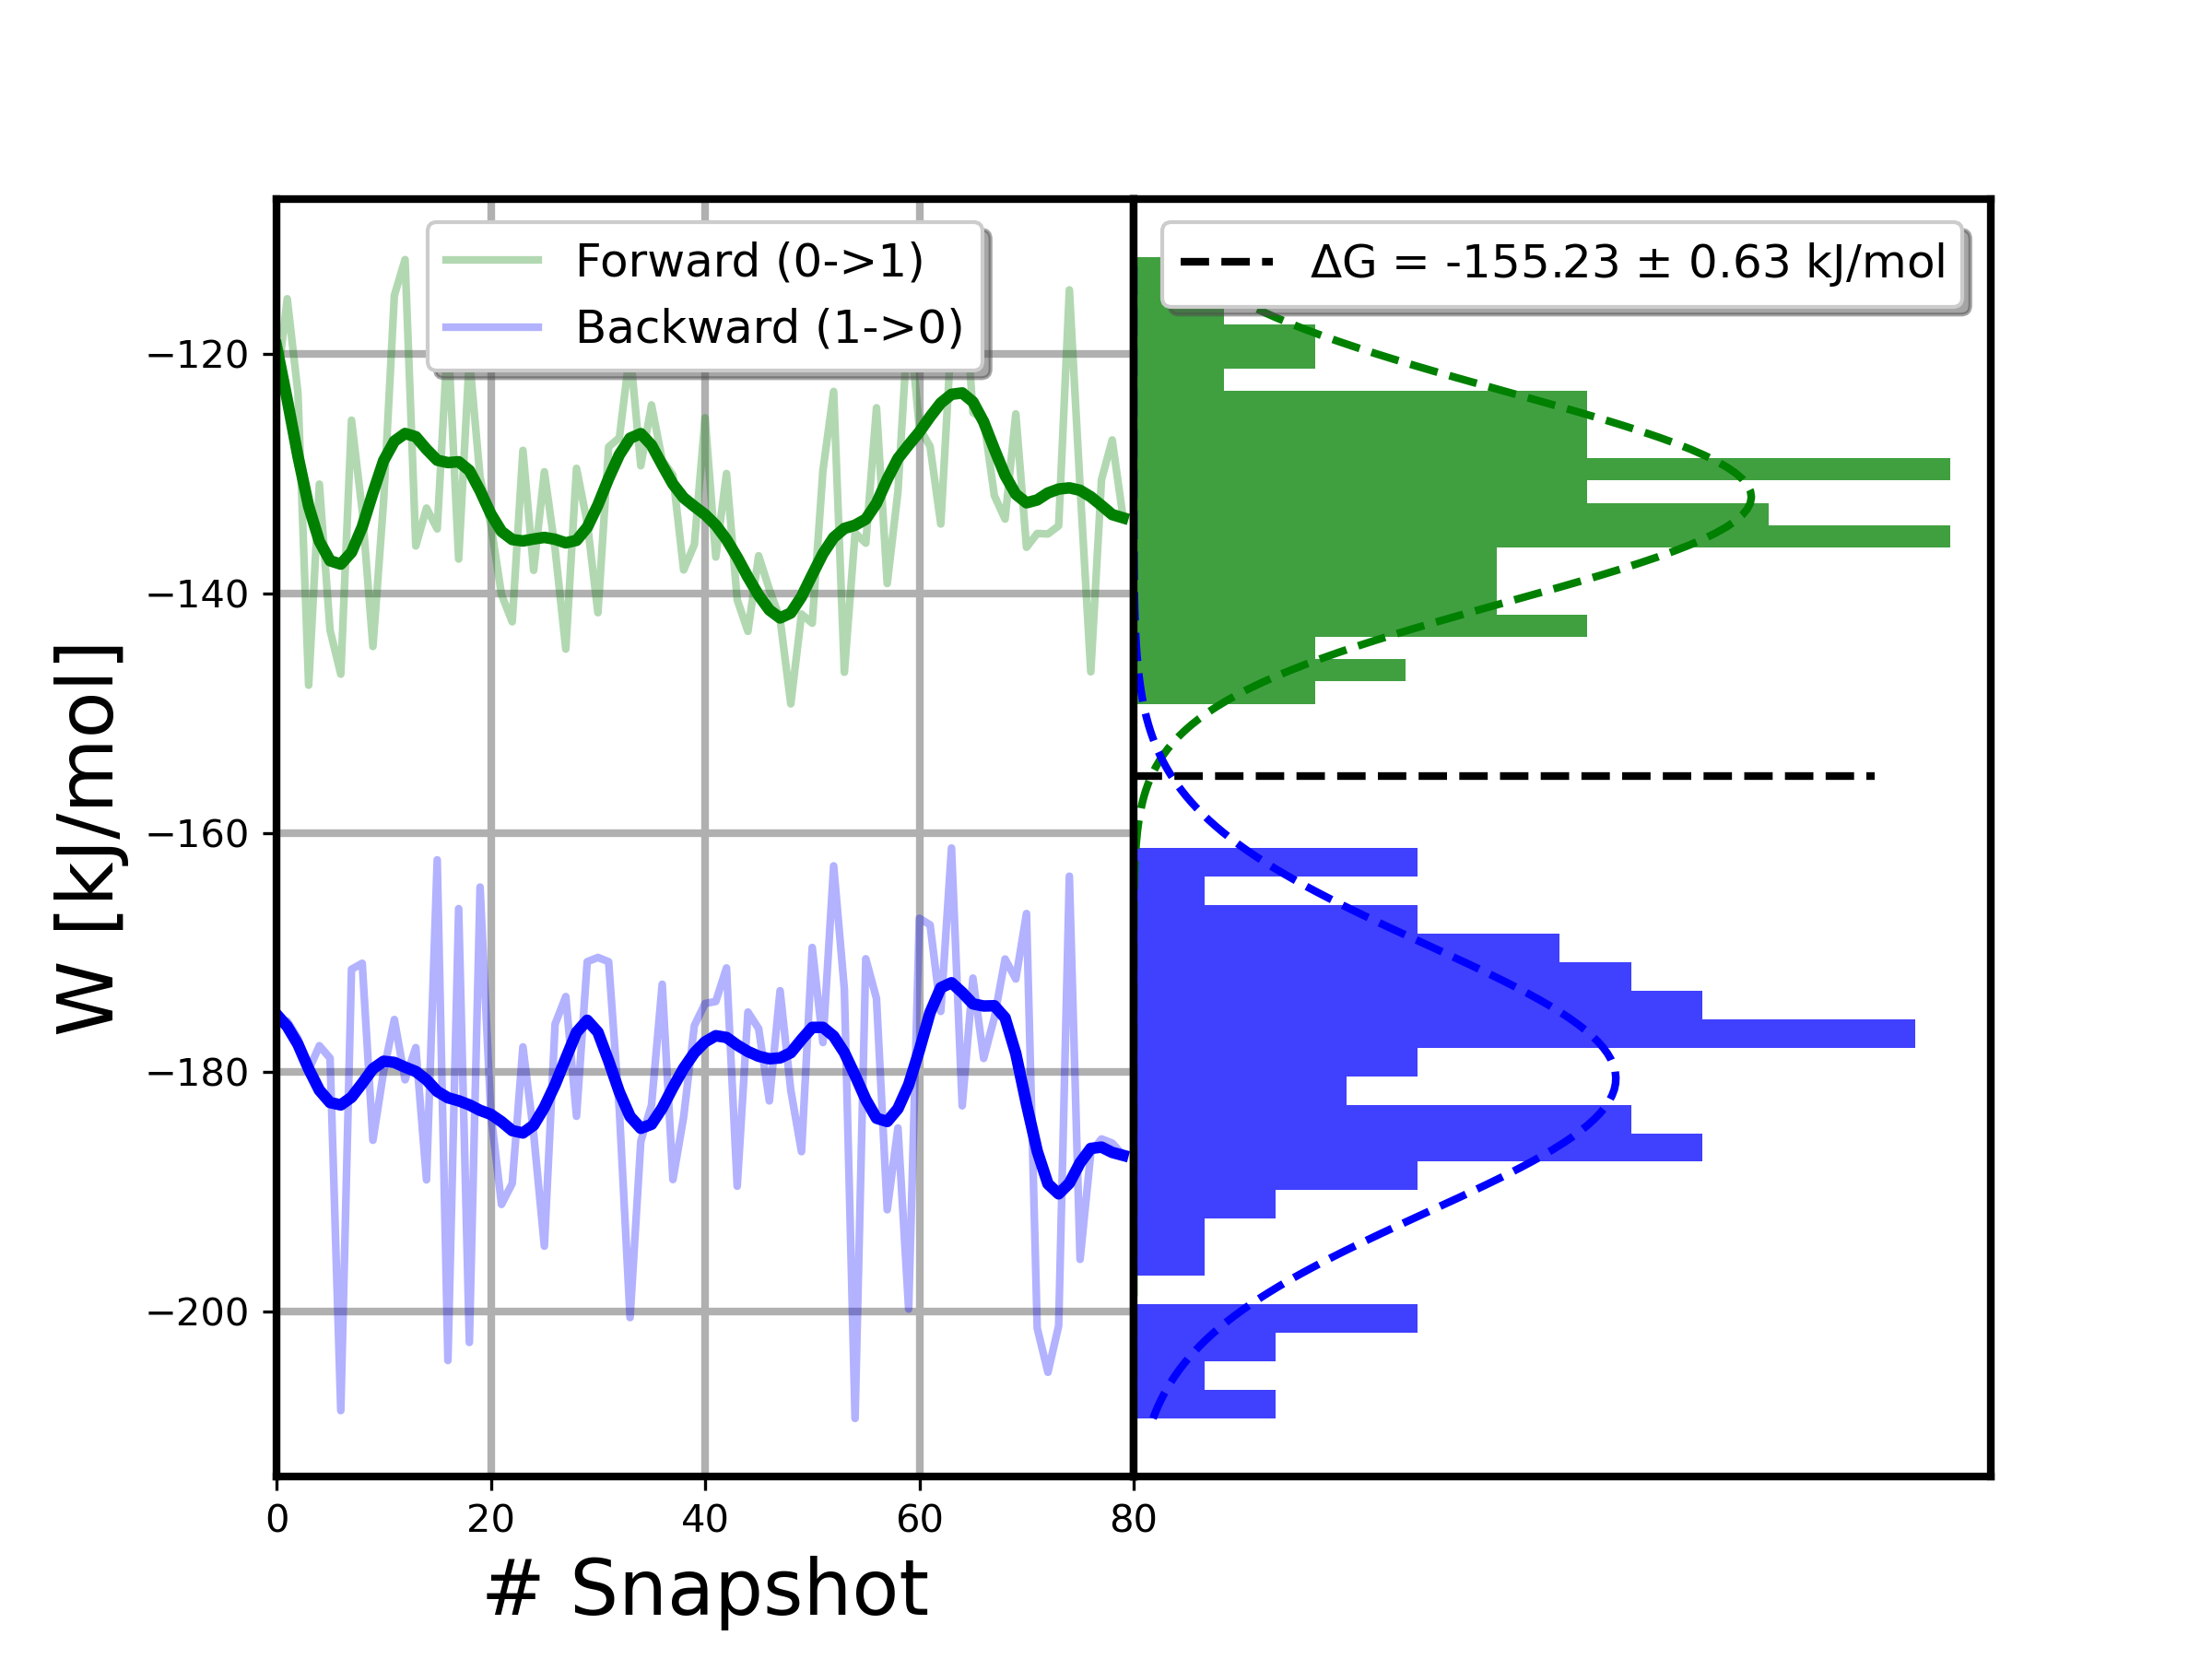 Forward (0->1)
Backward (1->0)
ΔG = -155.23 ± 0.63 kJ/mol
W [kJ/mol]
−120
−140
−160
−180
−200
0 20 40 60 80
# Snapshot